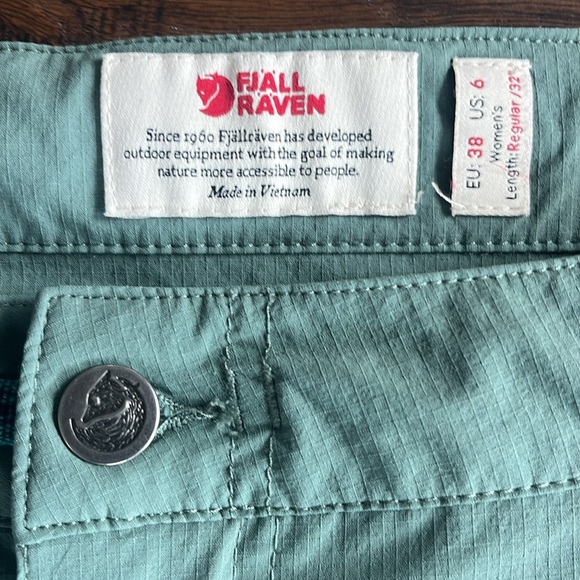 FJÄLL
RÄVEN
Since 1960 Fjällräven has developed
outdoor equipment with the goal of making
nature more accessible to people.
Made in Vietnam
EU: 38 US: 6
Women's
Length: Regular /32"